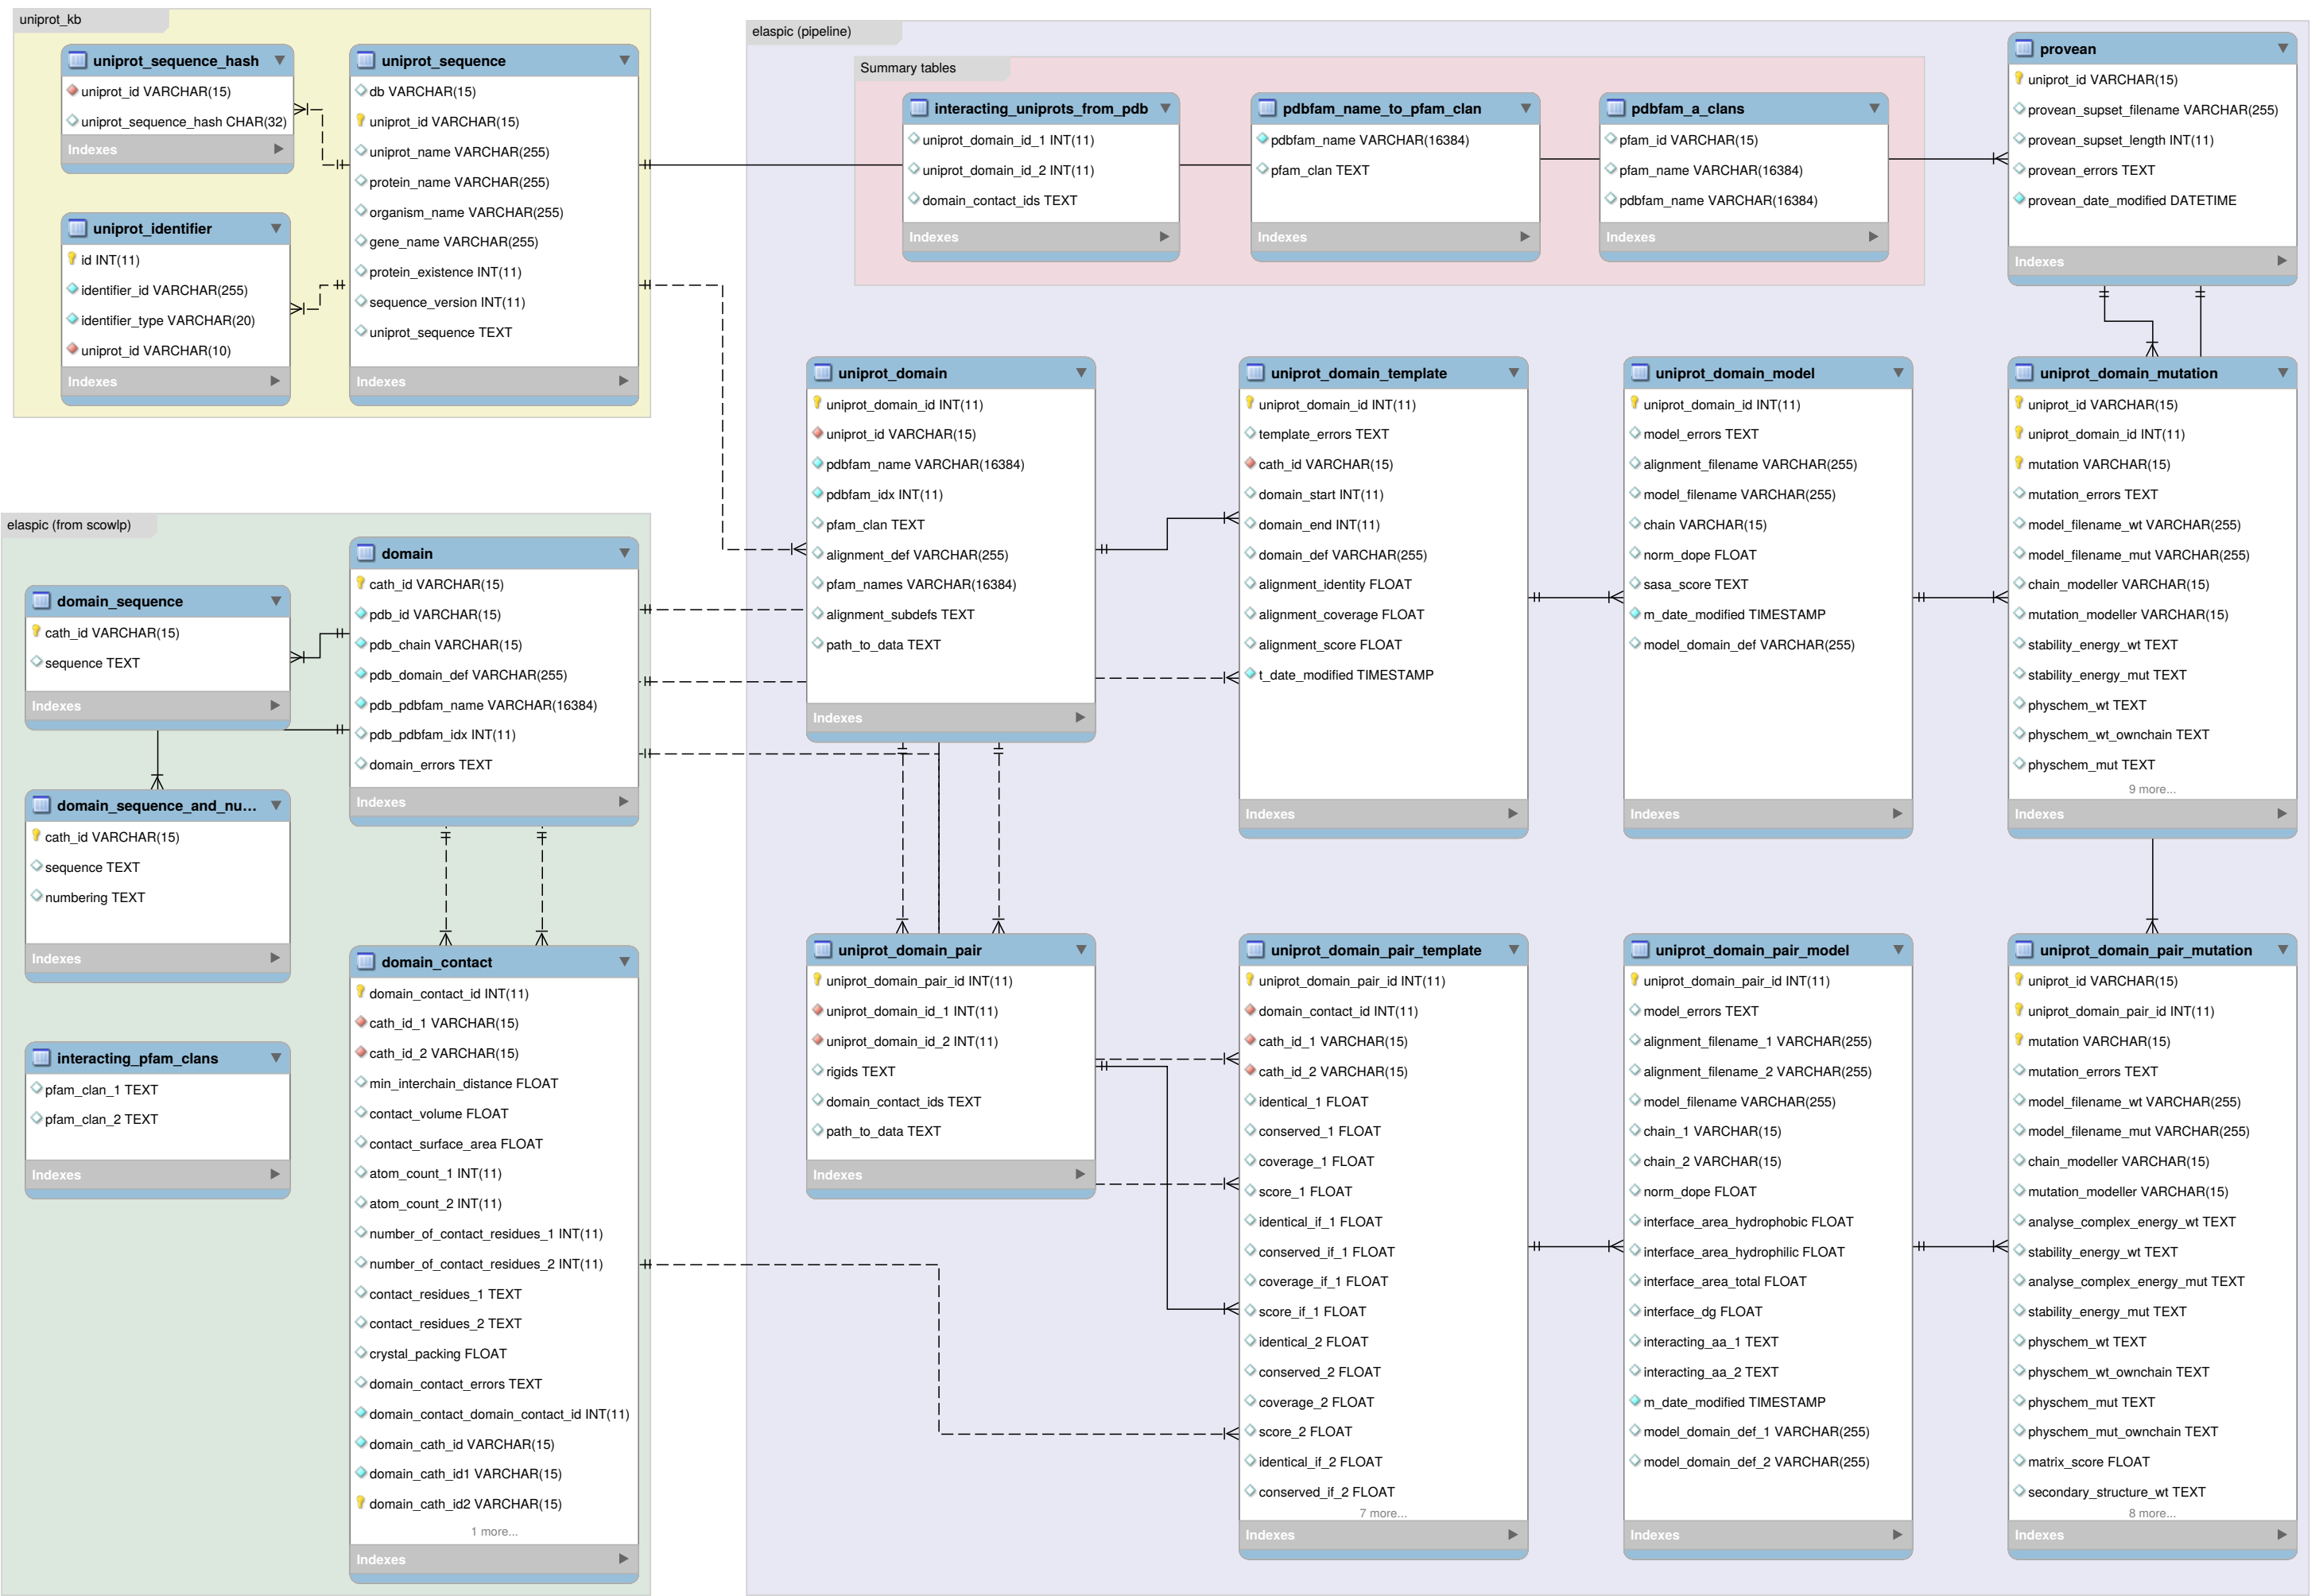 uniprot_kb
uniprot_sequence_hash
uniprot_id VARCHAR(15)
uniprot_sequence_hash CHAR(32)
Indexes
uniprot_identifier
id INT(11)
identifier_id VARCHAR(255)
identifier_type VARCHAR(20)
uniprot_id VARCHAR(10)
Indexes
uniprot_sequence
db VARCHAR(15)
uniprot_id VARCHAR(15)
uniprot_name VARCHAR(255)
protein_name VARCHAR(255)
organism_name VARCHAR(255)
gene_name VARCHAR(255)
protein_existence INT(11)
sequence_version INT(11)
uniprot_sequence TEXT
Indexes
elaspic (from scowlp)
domain_sequence
cath_id VARCHAR(15)
sequence TEXT
Indexes
domain_sequence_and_nu...
cath_id VARCHAR(15)
sequence TEXT
numbering TEXT
Indexes
interacting_pfam_clans
pfam_clan_1 TEXT
pfam_clan_2 TEXT
Indexes
domain
cath_id VARCHAR(15)
pdb_id VARCHAR(15)
pdb_chain VARCHAR(15)
pdb_domain_def VARCHAR(255)
pdb_pdbfam_name VARCHAR(16384)
pdb_pdbfam_idx INT(11)
domain_errors TEXT
Indexes
domain_contact
domain_contact_id INT(11)
cath_id_1 VARCHAR(15)
cath_id_2 VARCHAR(15)
min_interchain_distance FLOAT
contact_volume FLOAT
contact_surface_area FLOAT
atom_count_1 INT(11)
atom_count_2 INT(11)
number_of_contact_residues_1 INT(11)
number_of_contact_residues_2 INT(11)
contact_residues_1 TEXT
contact_residues_2 TEXT
crystal_packing FLOAT
domain_contact_errors TEXT
domain_contact_domain_contact_id INT(11)
domain_cath_id VARCHAR(15)
domain_cath_id1 VARCHAR(15)
domain_cath_id2 VARCHAR(15)
1 more...
Indexes
elaspic (pipeline)
Summary tables
interacting_uniprots_from_pdb
uniprot_domain_id_1 INT(11)
uniprot_domain_id_2 INT(11)
domain_contact_ids TEXT
Indexes
pdbfam_name_to_pfam_clan
pdbfam_name VARCHAR(16384)
pfam_clan TEXT
Indexes
pdbfam_a_clans
pfam_id VARCHAR(15)
pfam_name VARCHAR(16384)
pdbfam_name VARCHAR(16384)
Indexes
provean
uniprot_id VARCHAR(15)
provean_supset_filename VARCHAR(255)
provean_supset_length INT(11)
provean_errors TEXT
provean_date_modified DATETIME
Indexes
uniprot_domain
uniprot_domain_id INT(11)
uniprot_id VARCHAR(15)
pdbfam_name VARCHAR(16384)
pdbfam_idx INT(11)
pfam_clan TEXT
alignment_def VARCHAR(255)
pfam_names VARCHAR(16384)
alignment_subdefs TEXT
path_to_data TEXT
Indexes
uniprot_domain_template
uniprot_domain_id INT(11)
template_errors TEXT
cath_id VARCHAR(15)
domain_start INT(11)
domain_end INT(11)
domain_def VARCHAR(255)
alignment_identity FLOAT
alignment_coverage FLOAT
alignment_score FLOAT
t_date_modified TIMESTAMP
Indexes
uniprot_domain_model
uniprot_domain_id INT(11)
model_errors TEXT
alignment_filename VARCHAR(255)
model_filename VARCHAR(255)
chain VARCHAR(15)
norm_dope FLOAT
sasa_score TEXT
m_date_modified TIMESTAMP
model_domain_def VARCHAR(255)
Indexes
uniprot_domain_mutation
uniprot_id VARCHAR(15)
uniprot_domain_id INT(11)
mutation VARCHAR(15)
mutation_errors TEXT
model_filename_wt VARCHAR(255)
model_filename_mut VARCHAR(255)
chain_modeller VARCHAR(15)
mutation_modeller VARCHAR(15)
stability_energy_wt TEXT
stability_energy_mut TEXT
physchem_wt TEXT
physchem_wt_ownchain TEXT
physchem_mut TEXT
9 more...
Indexes
uniprot_domain_pair
uniprot_domain_pair_id INT(11)
uniprot_domain_id_1 INT(11)
uniprot_domain_id_2 INT(11)
rigids TEXT
domain_contact_ids TEXT
path_to_data TEXT
Indexes
uniprot_domain_pair_template
uniprot_domain_pair_id INT(11)
domain_contact_id INT(11)
cath_id_1 VARCHAR(15)
cath_id_2 VARCHAR(15)
identical_1 FLOAT
conserved_1 FLOAT
coverage_1 FLOAT
score_1 FLOAT
identical_if_1 FLOAT
conserved_if_1 FLOAT
coverage_if_1 FLOAT
score_if_1 FLOAT
identical_2 FLOAT
conserved_2 FLOAT
coverage_2 FLOAT
score_2 FLOAT
identical_if_2 FLOAT
conserved_if_2 FLOAT
7 more...
Indexes
uniprot_domain_pair_model
uniprot_domain_pair_id INT(11)
model_errors TEXT
alignment_filename_1 VARCHAR(255)
alignment_filename_2 VARCHAR(255)
model_filename VARCHAR(255)
chain_1 VARCHAR(15)
chain_2 VARCHAR(15)
norm_dope FLOAT
interface_area_hydrophobic FLOAT
interface_area_hydrophilic FLOAT
interface_area_total FLOAT
interface_dg FLOAT
interacting_aa_1 TEXT
interacting_aa_2 TEXT
m_date_modified TIMESTAMP
model_domain_def_1 VARCHAR(255)
model_domain_def_2 VARCHAR(255)
Indexes
uniprot_domain_pair_mutation
uniprot_id VARCHAR(15)
uniprot_domain_pair_id INT(11)
mutation VARCHAR(15)
mutation_errors TEXT
model_filename_wt VARCHAR(255)
model_filename_mut VARCHAR(255)
chain_modeller VARCHAR(15)
mutation_modeller VARCHAR(15)
analyse_complex_energy_wt TEXT
stability_energy_wt TEXT
analyse_complex_energy_mut TEXT
stability_energy_mut TEXT
physchem_wt TEXT
physchem_wt_ownchain TEXT
physchem_mut TEXT
physchem_mut_ownchain TEXT
matrix_score FLOAT
secondary_structure_wt TEXT
8 more...
Indexes